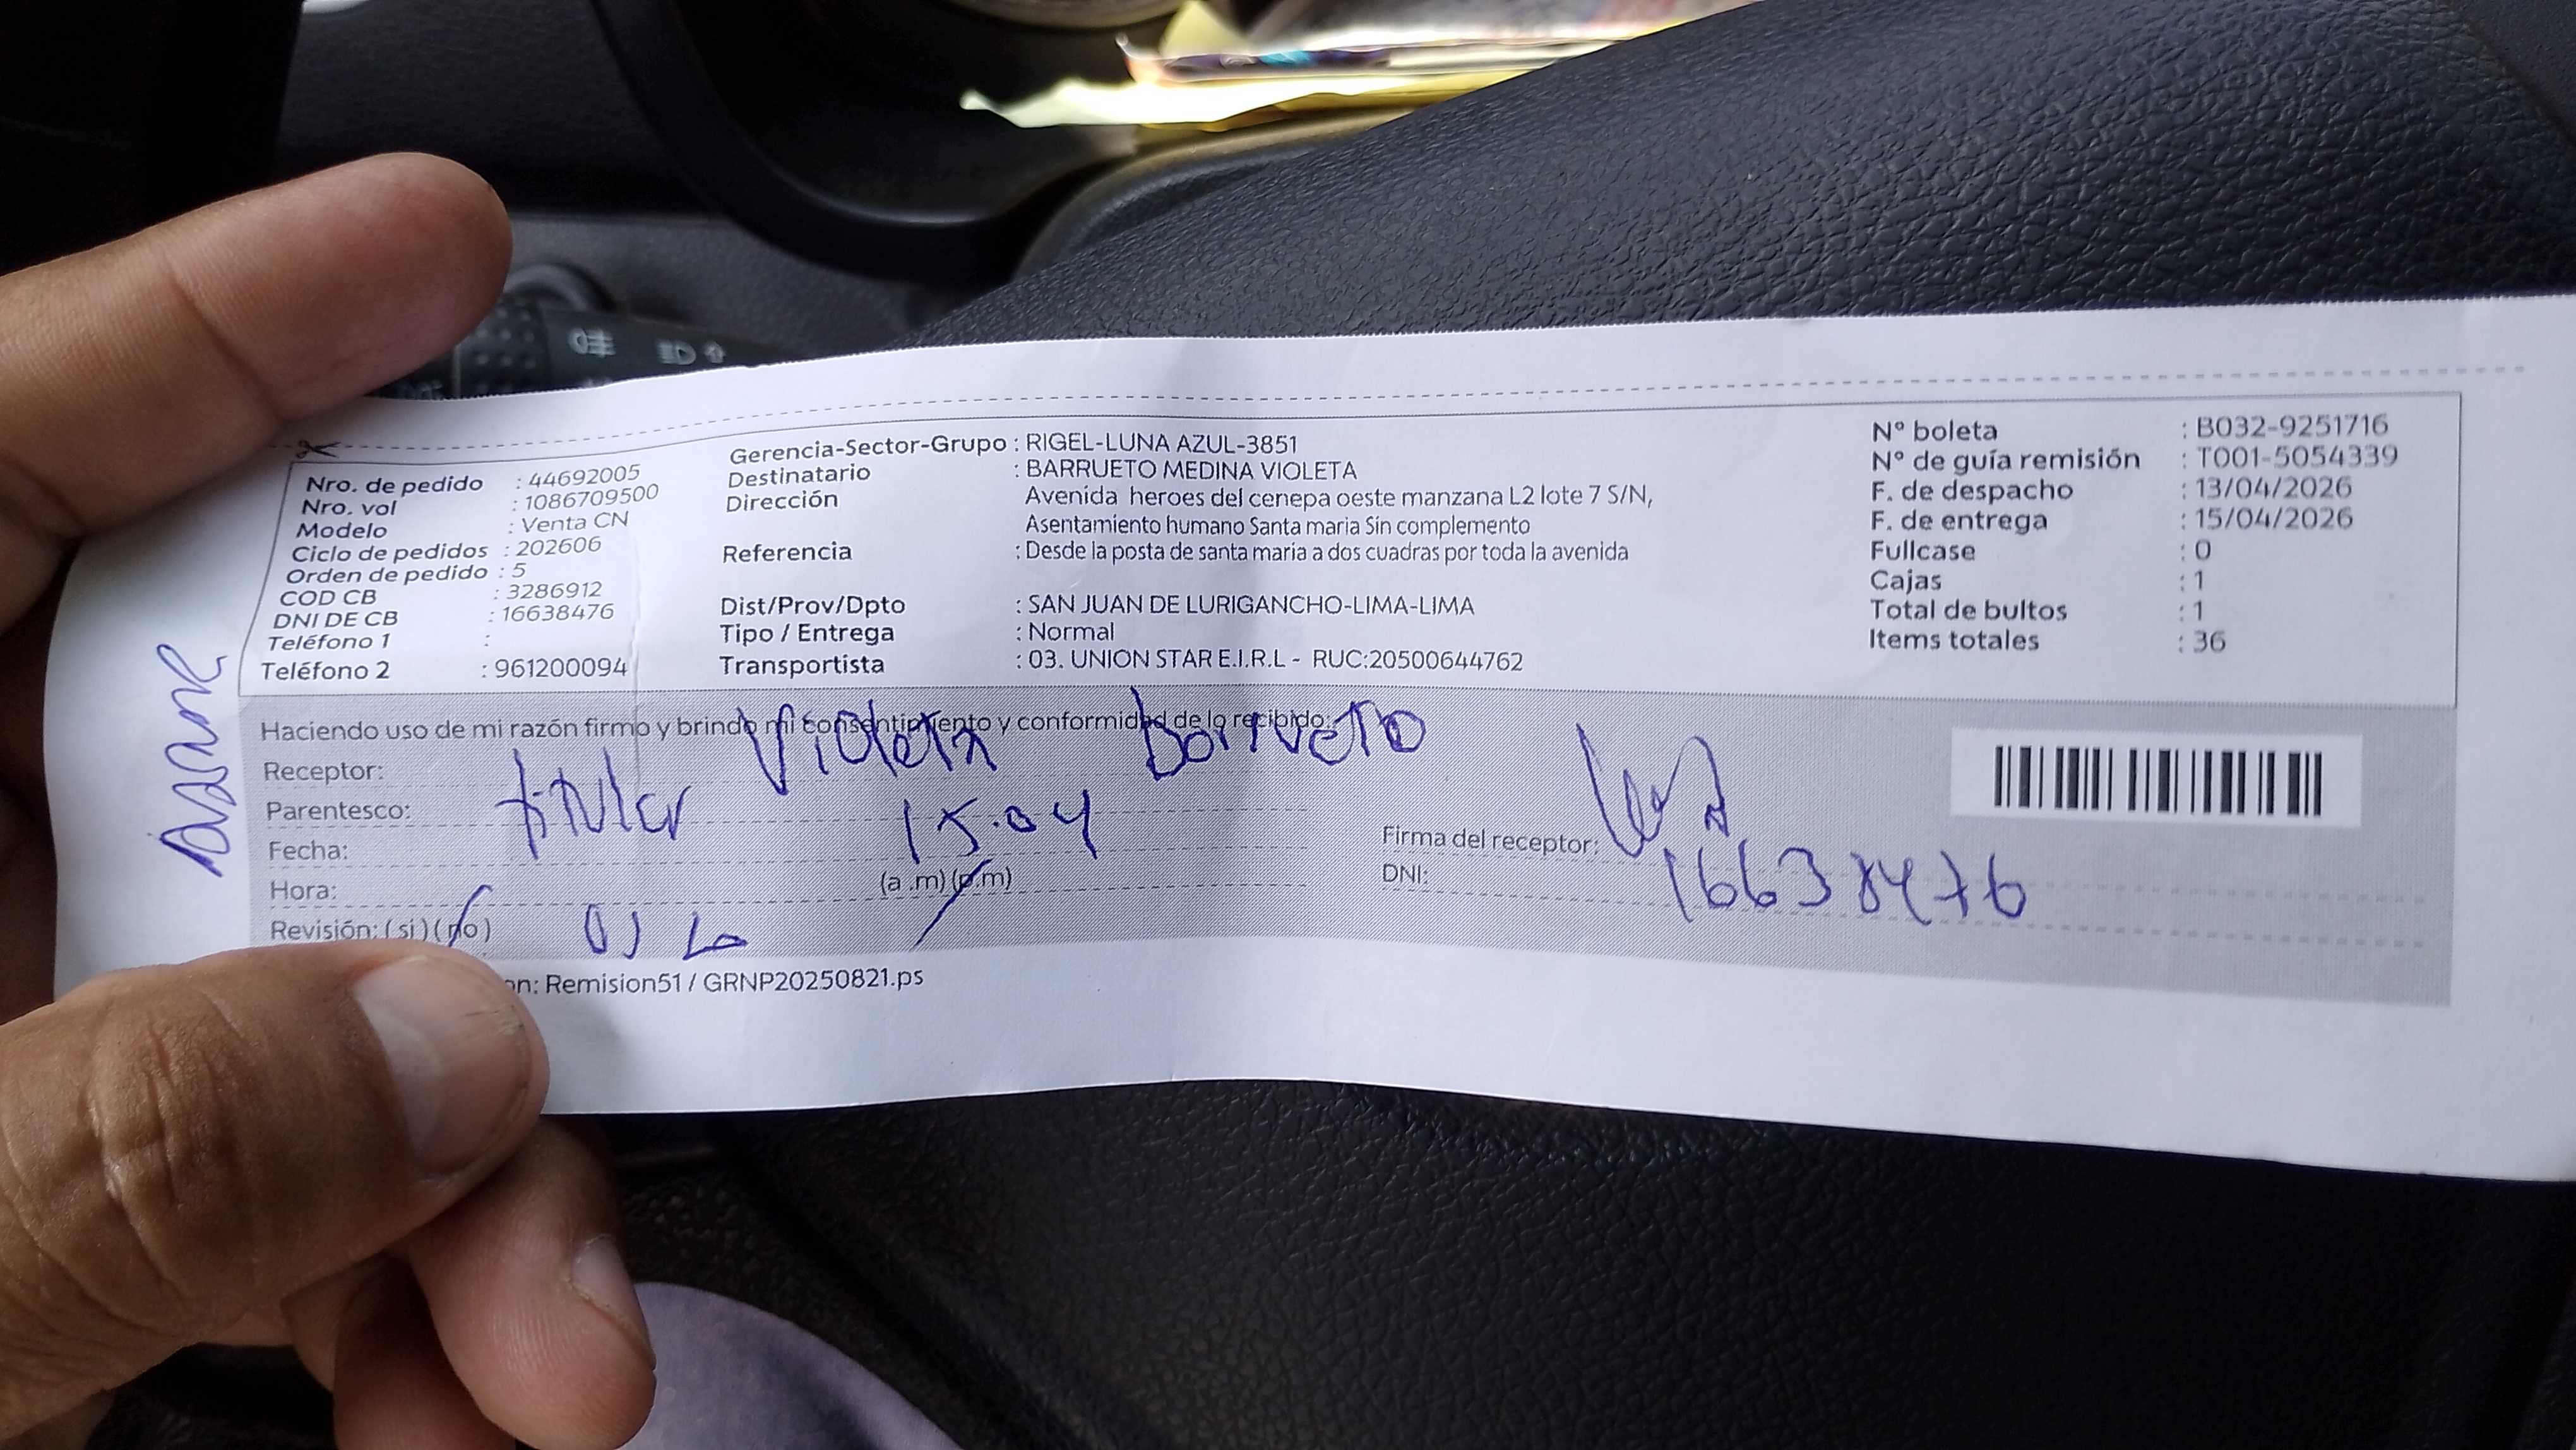 Nro. de pedido : 44692005
Nro. vol : 1086709500
Modelo : Venta CN
Ciclo de pedidos : 202606
Orden de pedido : 5
COD CB : 3286912
DNI DE CB : 16638476
Teléfono 1 :
Teléfono 2 : 961200094
Gerencia-Sector-Grupo : RIGEL-LUNA AZUL-3851
Destinatario : BARRUETO MEDINA VIOLETA
Dirección : Avenida heroes del cenepa oeste manzana L2 lote 7 S/N,
Asentamiento humano Santa maria Sin complemento
Referencia : Desde la posta de santa maria a dos cuadras por toda la avenida
Dist/Prov/Dpto : SAN JUAN DE LURIGANCHO-LIMA-LIMA
Tipo / Entrega : Normal
Transportista : 03. UNION STAR E.I.R.L - RUC:20500644762
N° boleta : B032-9251716
N° de guía remisión : T001-5054339
F. de despacho : 13/04/2026
F. de entrega : 15/04/2026
Fullcase : 0
Cajas : 1
Total de bultos : 1
Items totales : 36
Haciendo uso de mi razón firmo y brindo mi consentimiento y conformidad de lo recibido:
Receptor: Violeta Barrueto
Parentesco: titular
Fecha: 15.04
Hora: (a.m) (p.m)
Revisión: (si) (no)
Firma del receptor:
DNI: 16638476
on: Remision51 / GRNP20250821.ps